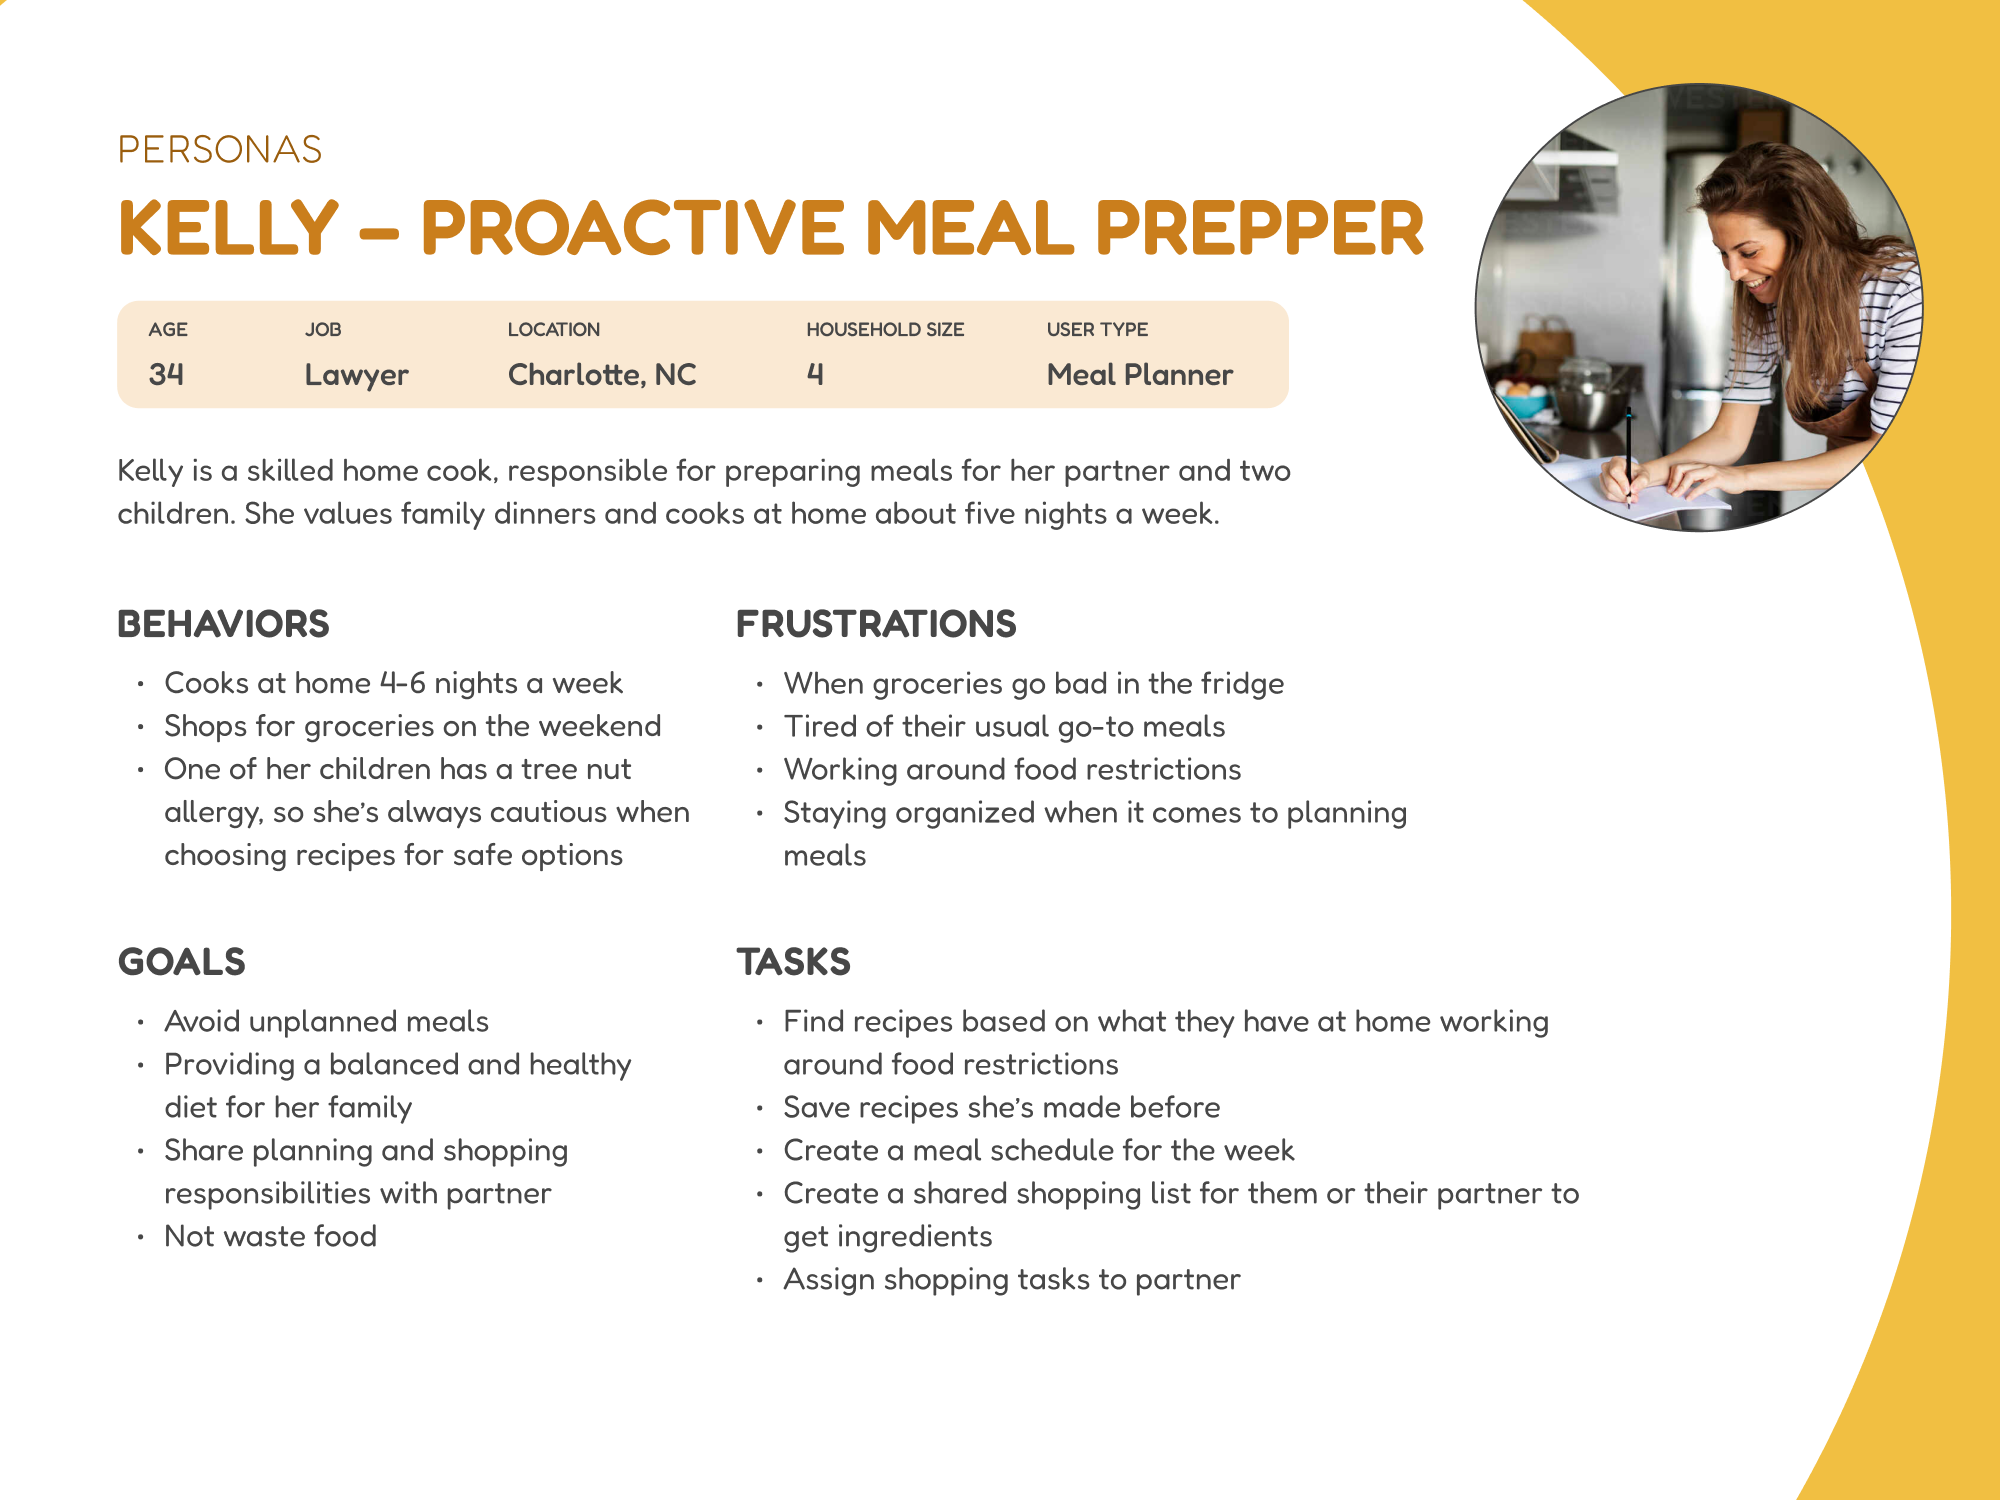 PERSONAS
KELLY – PROACTIVE MEAL PREPPER
AGE JOB LOCATION HOUSEHOLD SIZE USER TYPE
34 Lawyer Charlotte, NC 4 Meal Planner
Kelly is a skilled home cook, responsible for preparing meals for her partner and two
children. She values family dinners and cooks at home about five nights a week.
BEHAVIORS
• Cooks at home 4-6 nights a week
• Shops for groceries on the weekend
• One of her children has a tree nut
allergy, so she’s always cautious when
choosing recipes for safe options
FRUSTRATIONS
• When groceries go bad in the fridge
• Tired of their usual go-to meals
• Working around food restrictions
• Staying organized when it comes to planning
meals
GOALS
• Avoid unplanned meals
• Providing a balanced and healthy
diet for her family
• Share planning and shopping
responsibilities with partner
• Not waste food
TASKS
• Find recipes based on what they have at home working
around food restrictions
• Save recipes she’s made before
• Create a meal schedule for the week
• Create a shared shopping list for them or their partner to
get ingredients
• Assign shopping tasks to partner